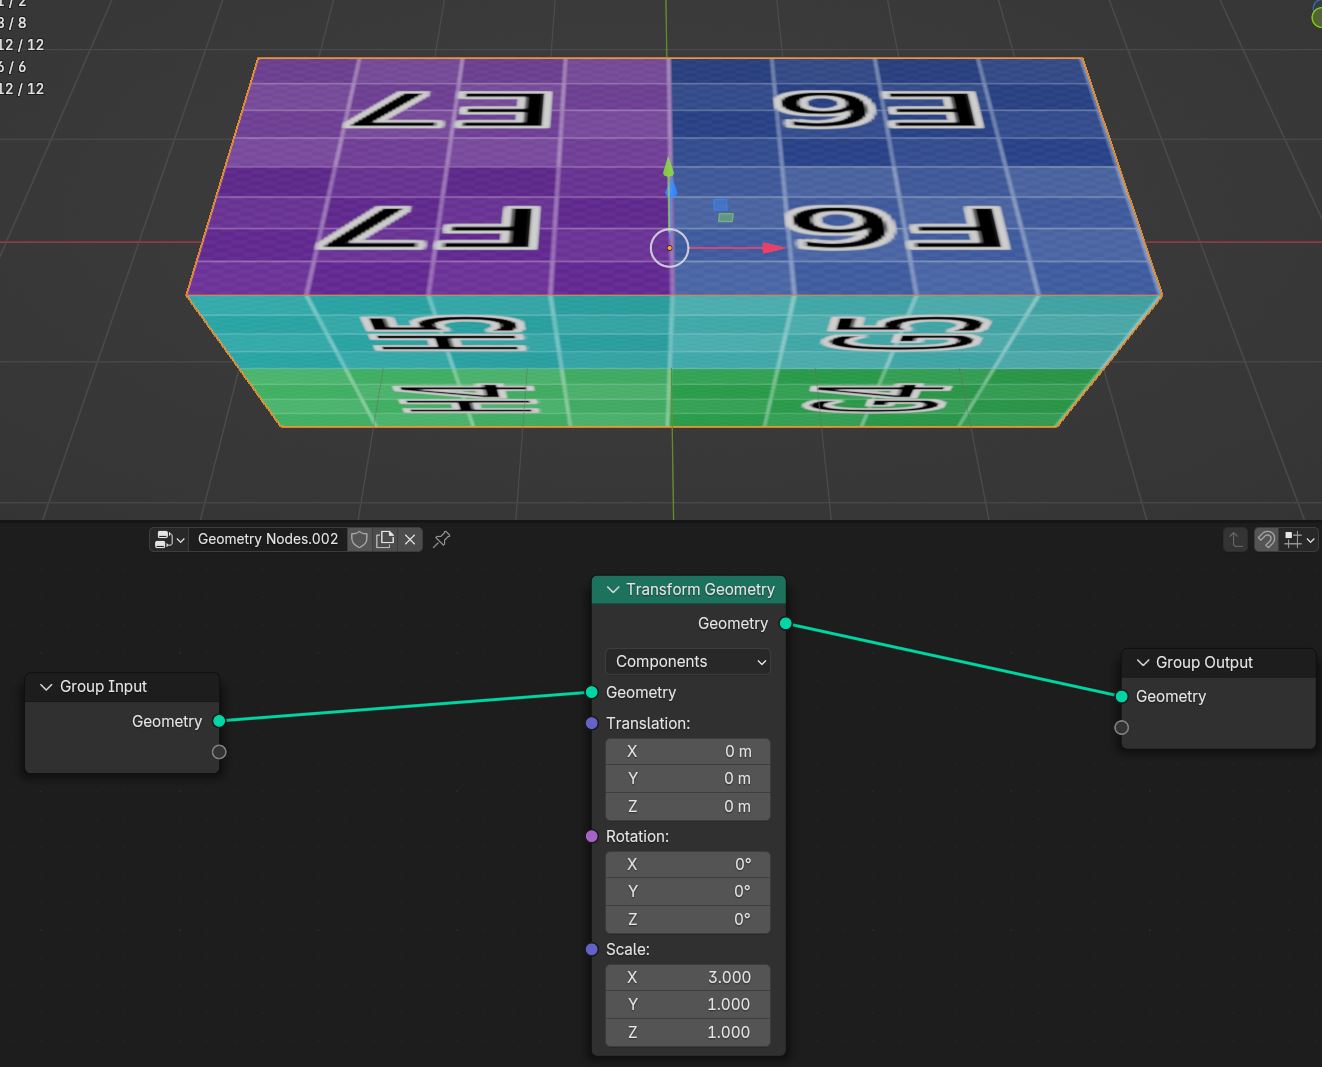 1 / 2
8 / 8
12 / 12
6 / 6
12 / 12
E7
E6
F7
F6
H5
G5
H4
G4
Geometry Nodes.002
Transform Geometry
Geometry
Components
Geometry
Translation:
X 0 m
Y 0 m
Z 0 m
Rotation:
X 0°
Y 0°
Z 0°
Scale:
X 3.000
Y 1.000
Z 1.000
Group Input
Geometry
Group Output
Geometry